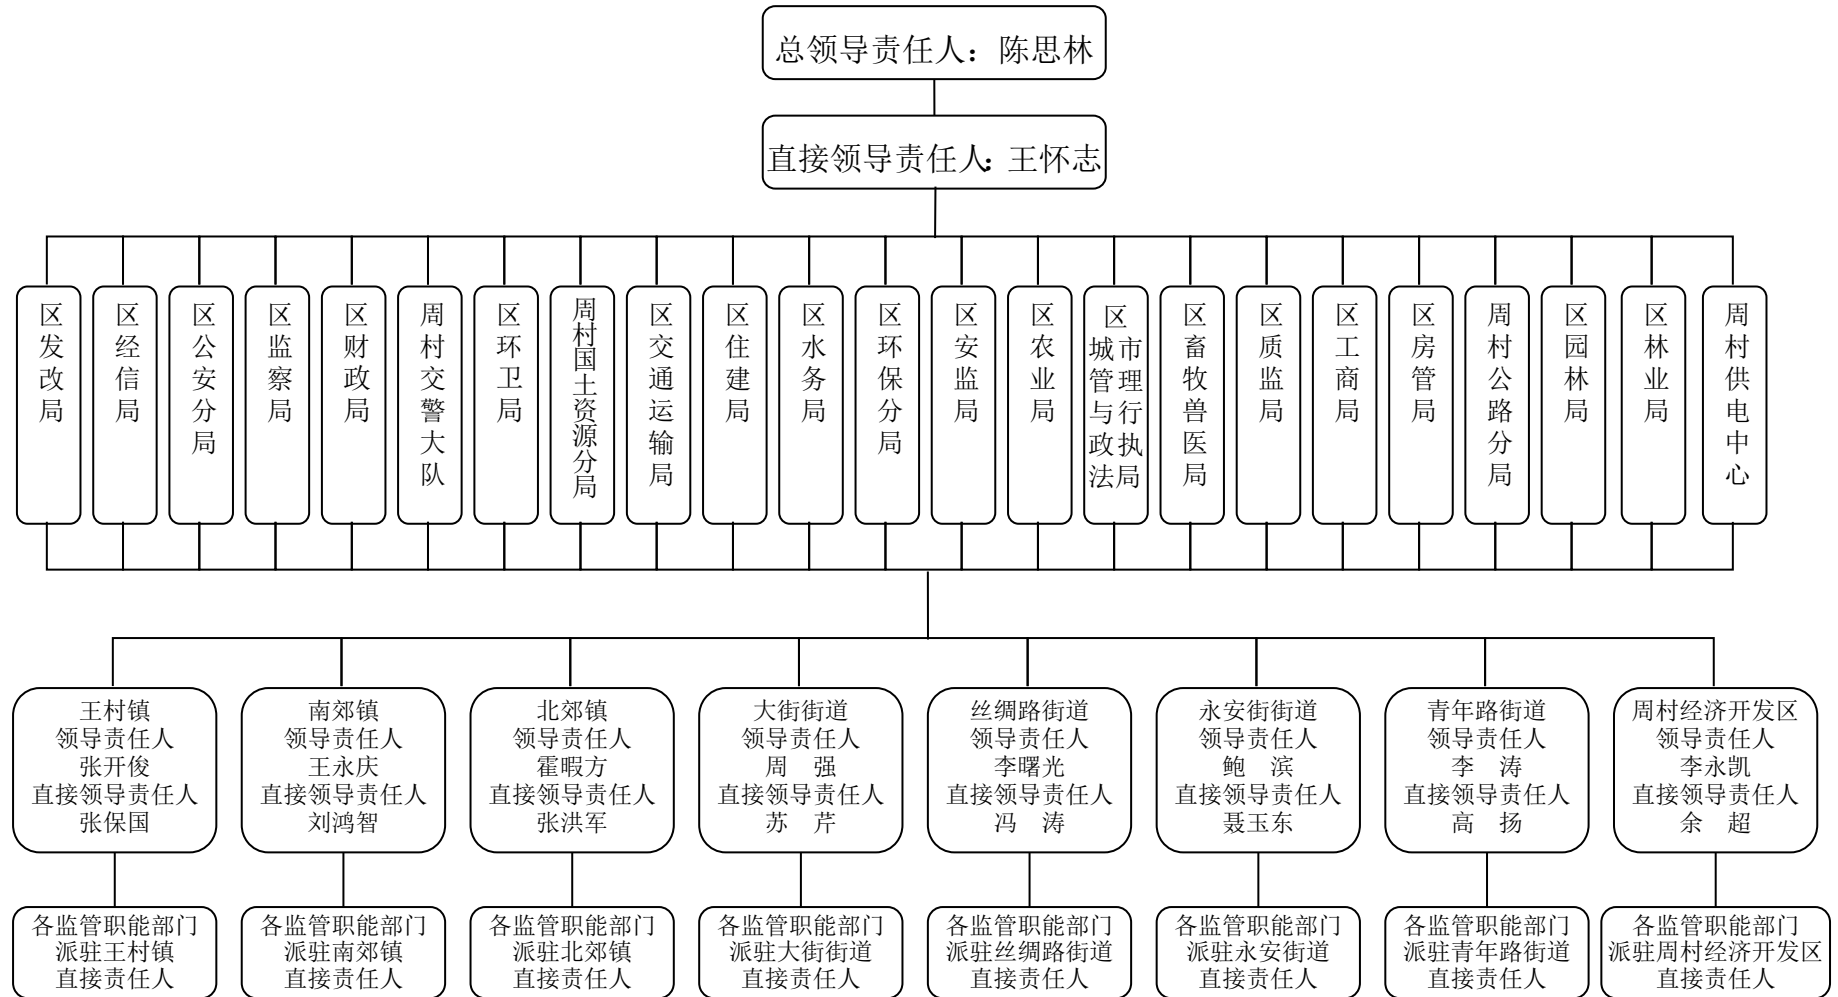 总领导责任人：陈思林
直接领导责任人：王怀志
区发改局
区经信局
区公安分局
区监察局
区财政局
周村交警大队
区环卫局
周村国土资源分局
区交通运输局
区住建局
区水务局
区环保分局
区安监局
区农业局
区城市管理与行政执法局
区畜牧兽医局
区质监局
区工商局
区房管局
周村公路分局
区园林局
区林业局
周村供电中心
王村镇
领导责任人
张开俊
直接领导责任人
张保国
南郊镇
领导责任人
王永庆
直接领导责任人
刘鸿智
北郊镇
领导责任人
霍暇方
直接领导责任人
张洪军
大街街道
领导责任人
周　强
直接领导责任人
苏　芹
丝绸路街道
领导责任人
李曙光
直接领导责任人
冯　涛
永安街街道
领导责任人
鲍　滨
直接领导责任人
聂玉东
青年路街道
领导责任人
李　涛
直接领导责任人
高　扬
周村经济开发区
领导责任人
李永凯
直接领导责任人
余　超
各监管职能部门
派驻王村镇
直接责任人
各监管职能部门
派驻南郊镇
直接责任人
各监管职能部门
派驻北郊镇
直接责任人
各监管职能部门
派驻大街街道
直接责任人
各监管职能部门
派驻丝绸路街道
直接责任人
各监管职能部门
派驻永安街道
直接责任人
各监管职能部门
派驻青年路街道
直接责任人
各监管职能部门
派驻周村经济开发区
直接责任人